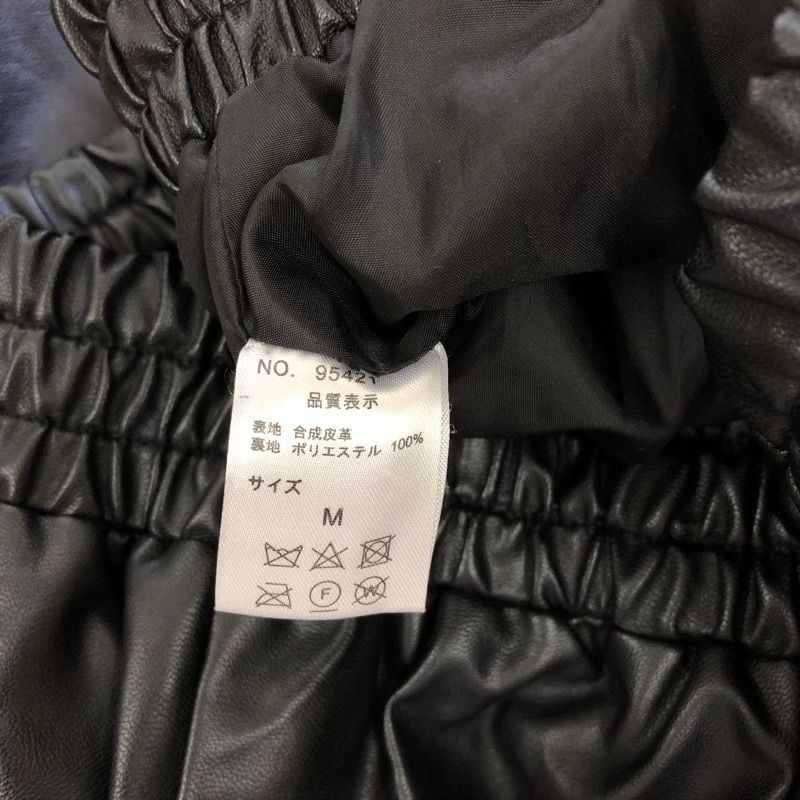 NO. 95421
品質表示
表地 合成皮革
裏地 ポリエステル 100%
サイズ
M
F
W